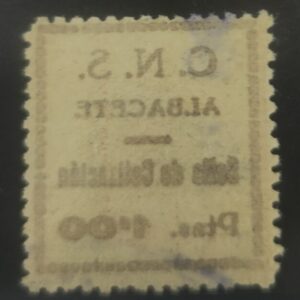 C. N. S.
ALBACETE
Sello de Cotización
Ptas. 1'00